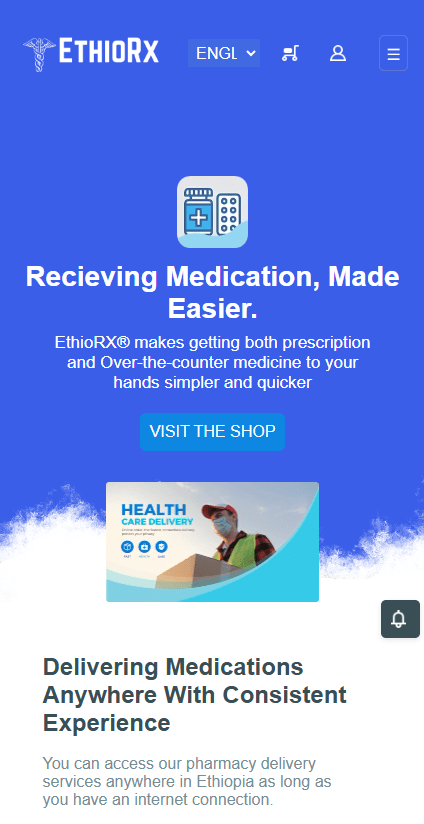 ETHIORX
ENGL
Recieving Medication, Made
Easier.
EthioRX® makes getting both prescription
and Over-the-counter medicine to your
hands simpler and quicker
VISIT THE SHOP
HEALTH
CARE DELIVERY
Delivering Medications
Anywhere With Consistent
Experience
You can access our pharmacy delivery
services anywhere in Ethiopia as long as
you have an internet connection.